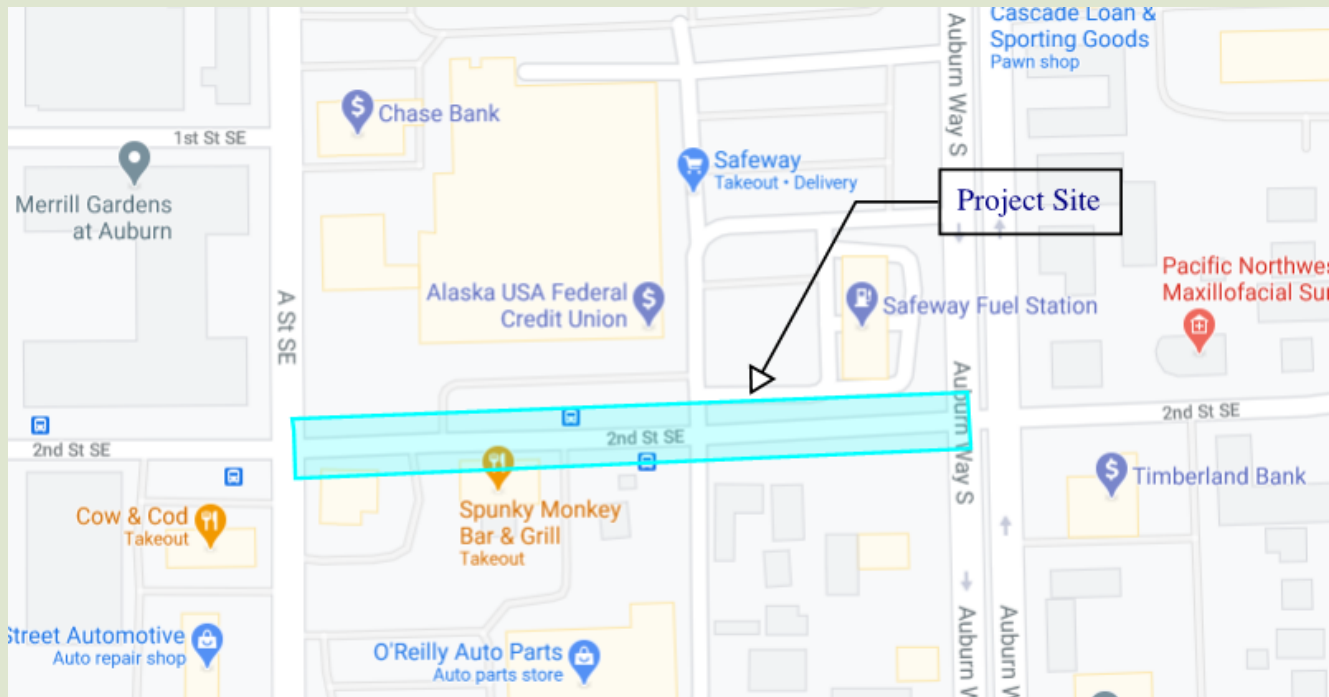 Cascade Loan &
Sporting Goods
Pawn shop
Auburn Way S
Chase Bank
1st St SE
Safeway
Takeout • Delivery
Merrill Gardens
at Auburn
Project Site
Pacific Northwes
Maxillofacial Sur
Alaska USA Federal
Credit Union
Safeway Fuel Station
A St SE
Auburn Way S
2nd St SE
2nd St SE
2nd St SE
Timberland Bank
Cow & Cod
Takeout
Spunky Monkey
Bar & Grill
Takeout
Street Automotive
Auto repair shop
O'Reilly Auto Parts
Auto parts store
Auburn W
Auburn W